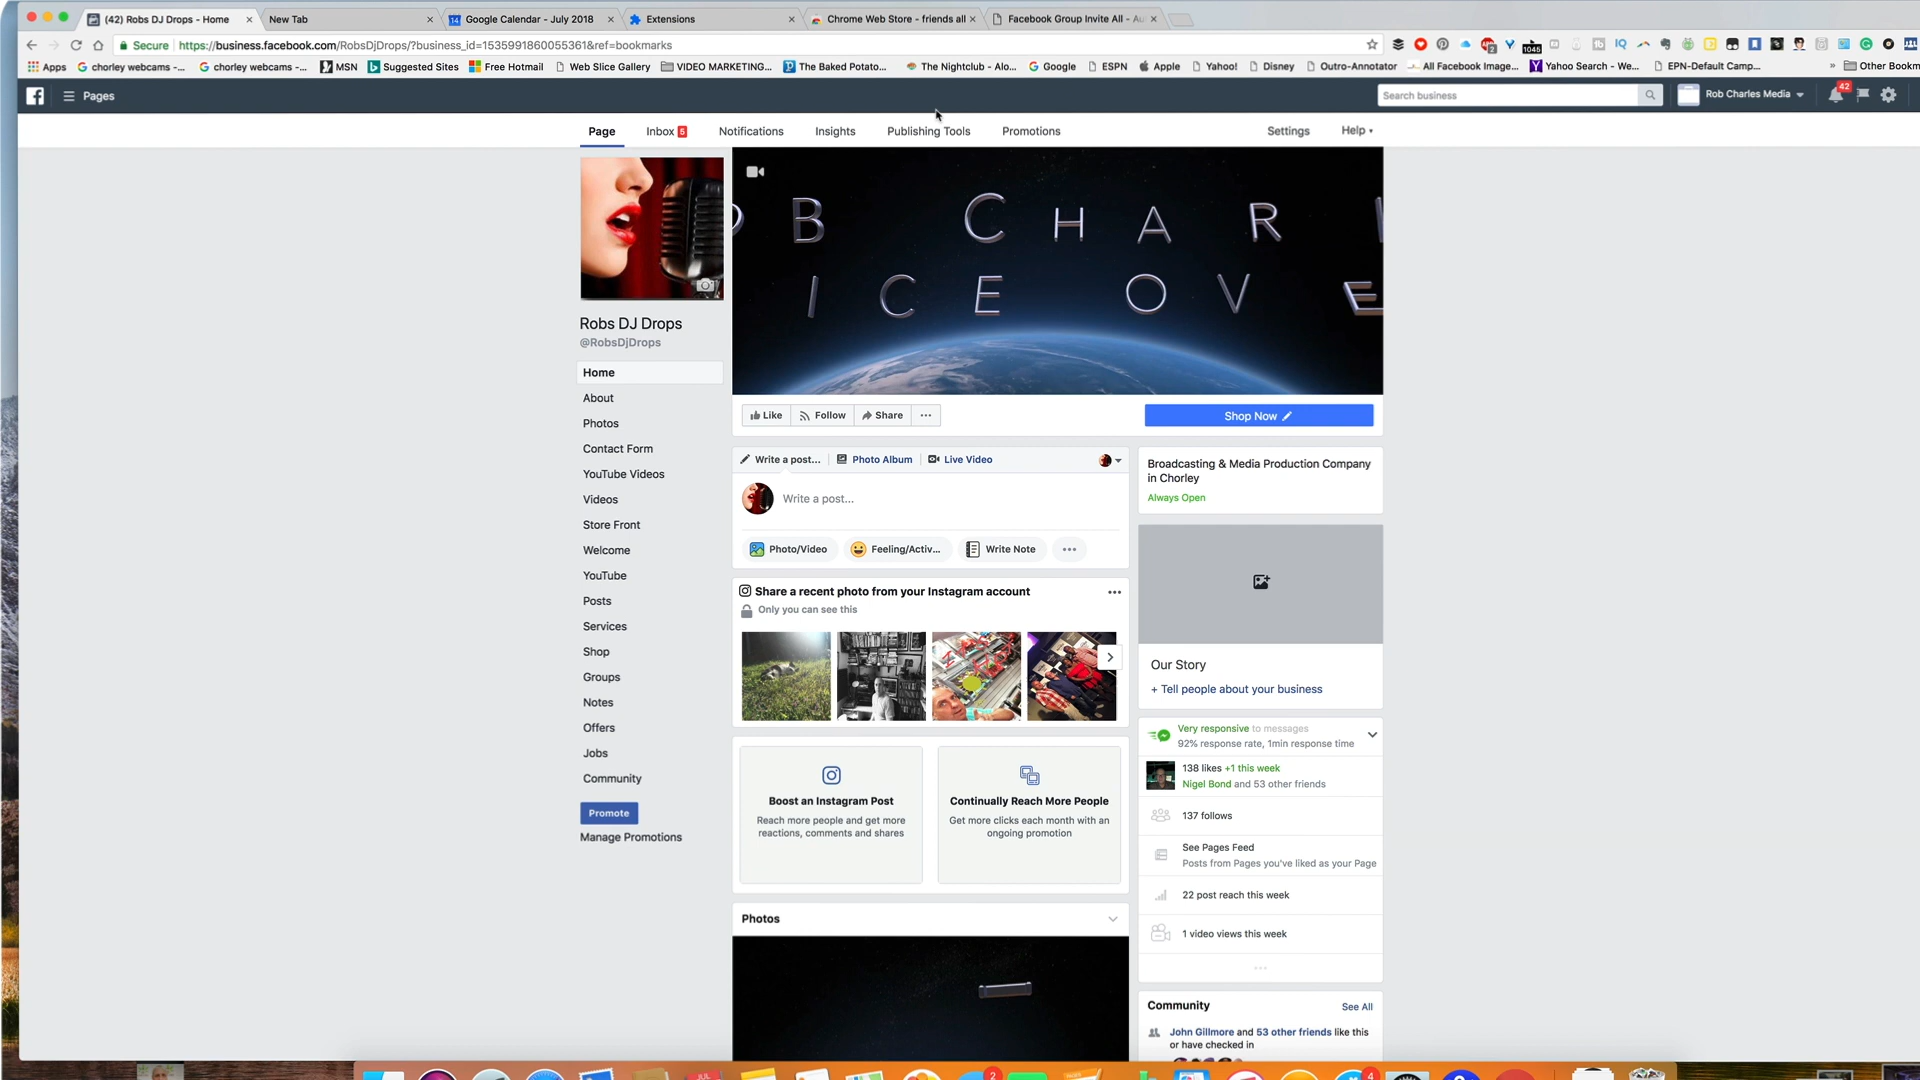 (42) Robs DJ Drops - Home
New Tab
Google Calendar - July 2018
Extensions
Chrome Web Store - friends all
Facebook Group Invite All - Au
Secure https://business.facebook.com/RobsDjDrops/?business_id=1535991860055361&ref=bookmarks
1045
Apps chorley webcams -... chorley webcams -... MSN Suggested Sites Free Hotmail Web Slice Gallery VIDEO MARKETING... The Baked Potato... The Nightclub - Alo... Google ESPN Apple Yahoo! Disney Outro-Annotator All Facebook Image... Yahoo Search - We... EPN-Default Camp... » Other Bookm
Pages
Search business
Rob Charles Media
42
Page
Inbox 5
Notifications
Insights
Publishing Tools
Promotions
Settings
Help
OB CHAR
ICE OVE
Robs DJ Drops
@RobsDjDrops
Home
About
Photos
Contact Form
YouTube Videos
Videos
Store Front
Welcome
YouTube
Posts
Services
Shop
Groups
Notes
Offers
Jobs
Community
Promote
Manage Promotions
Like
Follow
Share
Shop Now
Write a post...
Photo Album
Live Video
Write a post...
Photo/Video
Feeling/Activ...
Write Note
Share a recent photo from your Instagram account
Only you can see this
Boost an Instagram Post
Reach more people and get more
reactions, comments and shares
Continually Reach More People
Get more clicks each month with an
ongoing promotion
Photos
Broadcasting & Media Production Company
in Chorley
Always Open
Our Story
+ Tell people about your business
Very responsive to messages
92% response rate, 1min response time
138 likes +1 this week
Nigel Bond and 53 other friends
137 follows
See Pages Feed
Posts from Pages you've liked as your Page
22 post reach this week
1 video views this week
Community
See All
John Gillmore and 53 other friends like this
or have checked in
JUL
2
4